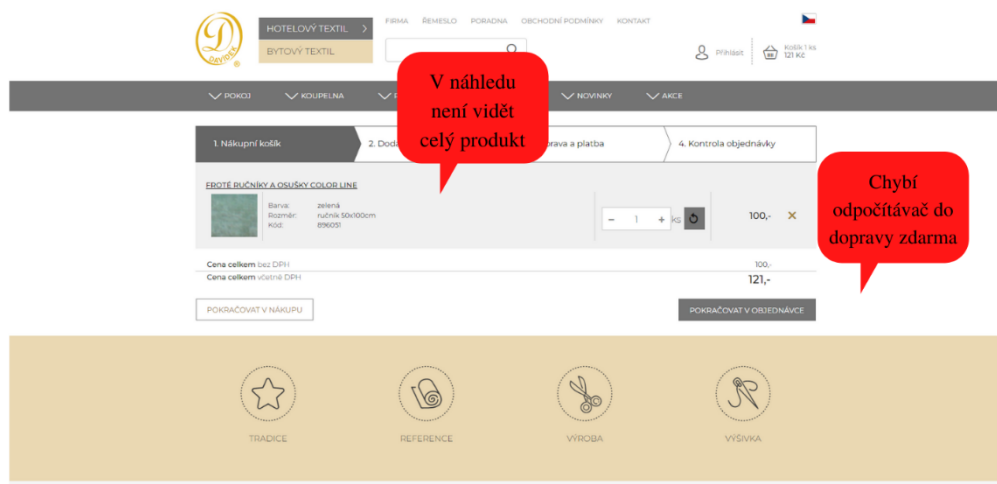 FIRMA ŘEMESLO PORADNA OBCHODNÍ PODMÍNKY KONTAKT
DAVIDEK ®
HOTELOVÝ TEXTIL
BYTOVÝ TEXTIL
Přihlásit
Košík 1 ks
121 Kč
POKOJ KOUPELNA NOVINKY AKCE
V náhledu
není vidět
celý produkt
1. Nákupní košík
2. Doda
prava a platba
4. Kontrola objednávky
Chybí
odpočítávač do
dopravy zdarma
FROTÉ RUČNÍKY A OSUŠKY COLOR LINE
Barva: zelená
Rozměr: ručník 50x100cm
Kód: 896051
− 1 + ks
100,- ×
Cena celkem bez DPH 100,-
Cena celkem včetně DPH 121,-
POKRAČOVAT V NÁKUPU
POKRAČOVAT V OBJEDNÁVCE
TRADICE REFERENCE VÝROBA VÝŠIVKA